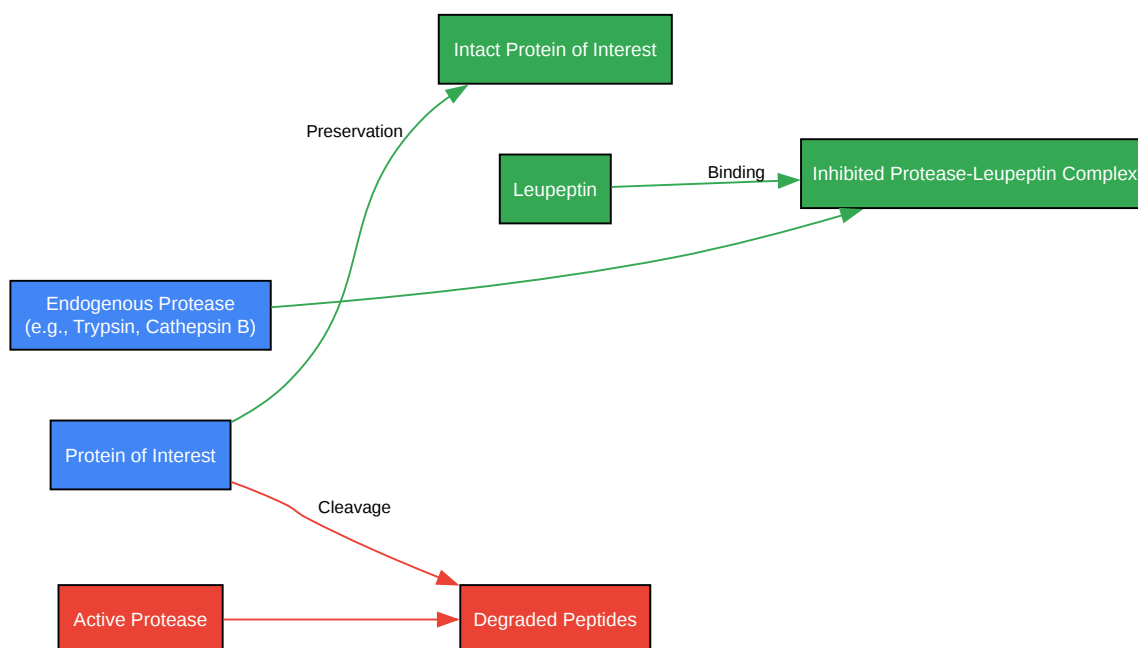 Intact Protein of Interest
Preservation
Leupeptin
Binding
Inhibited Protease-Leupeptin Complex
Endogenous Protease
(e.g., Trypsin, Cathepsin B)
Protein of Interest
Cleavage
Active Protease
Degraded Peptides